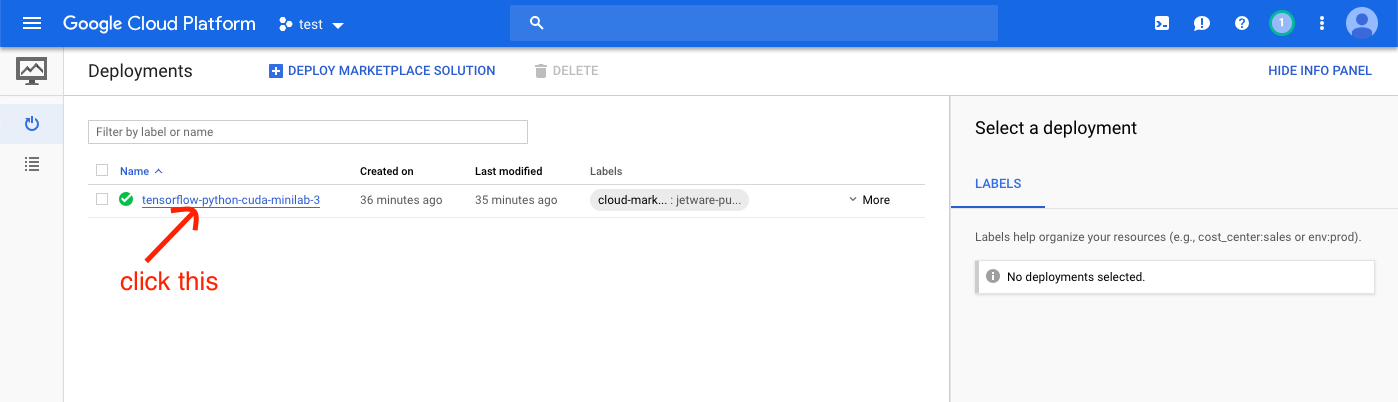 Google Cloud Platform test 1
Deployments DEPLOY MARKETPLACE SOLUTION DELETE HIDE INFO PANEL
Filter by label or name
Name Created on Last modified Labels
tensorflow-python-cuda-minilab-3 36 minutes ago 35 minutes ago cloud-mark... : jetware-pu... More
click this
Select a deployment
LABELS
Labels help organize your resources (e.g., cost_center:sales or env:prod).
No deployments selected.